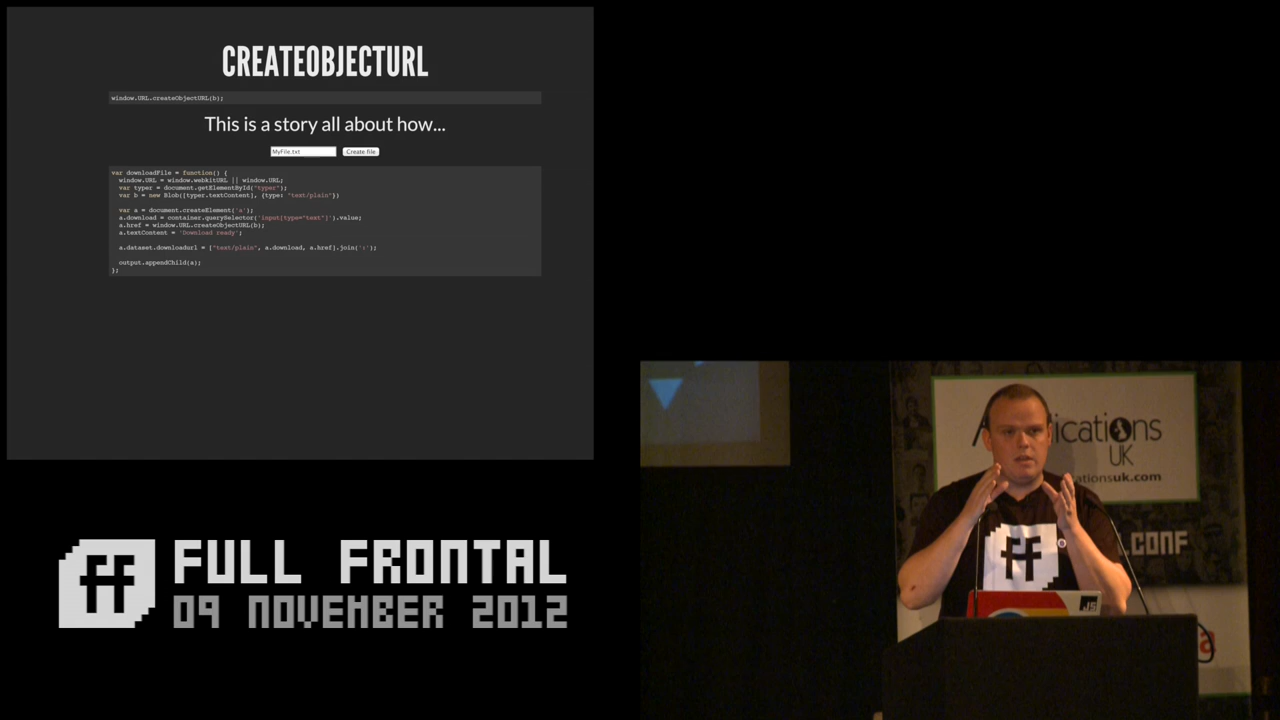 CREATEOBJECTURL
window.URL.createObjectURL(b);
This is a story all about how...
MyFile.txt
Create file
var downloadFile = function() {
window.URL = window.webkitURL || window.URL;
var typer = document.getElementById("typer");
var b = new Blob([typer.textContent], {type: "text/plain"})
var a = document.createElement('a');
a.download = container.querySelector('input[type="text"]').value;
a.href = window.URL.createObjectURL(b);
a.textContent = 'Download ready';
a.dataset.downloadurl = ["text/plain", a.download, a.href].join(':');
output.appendChild(a);
};
ff
FULL FRONTAL
09 NOVEMBER 2012
UK
.CONF
ff
JS